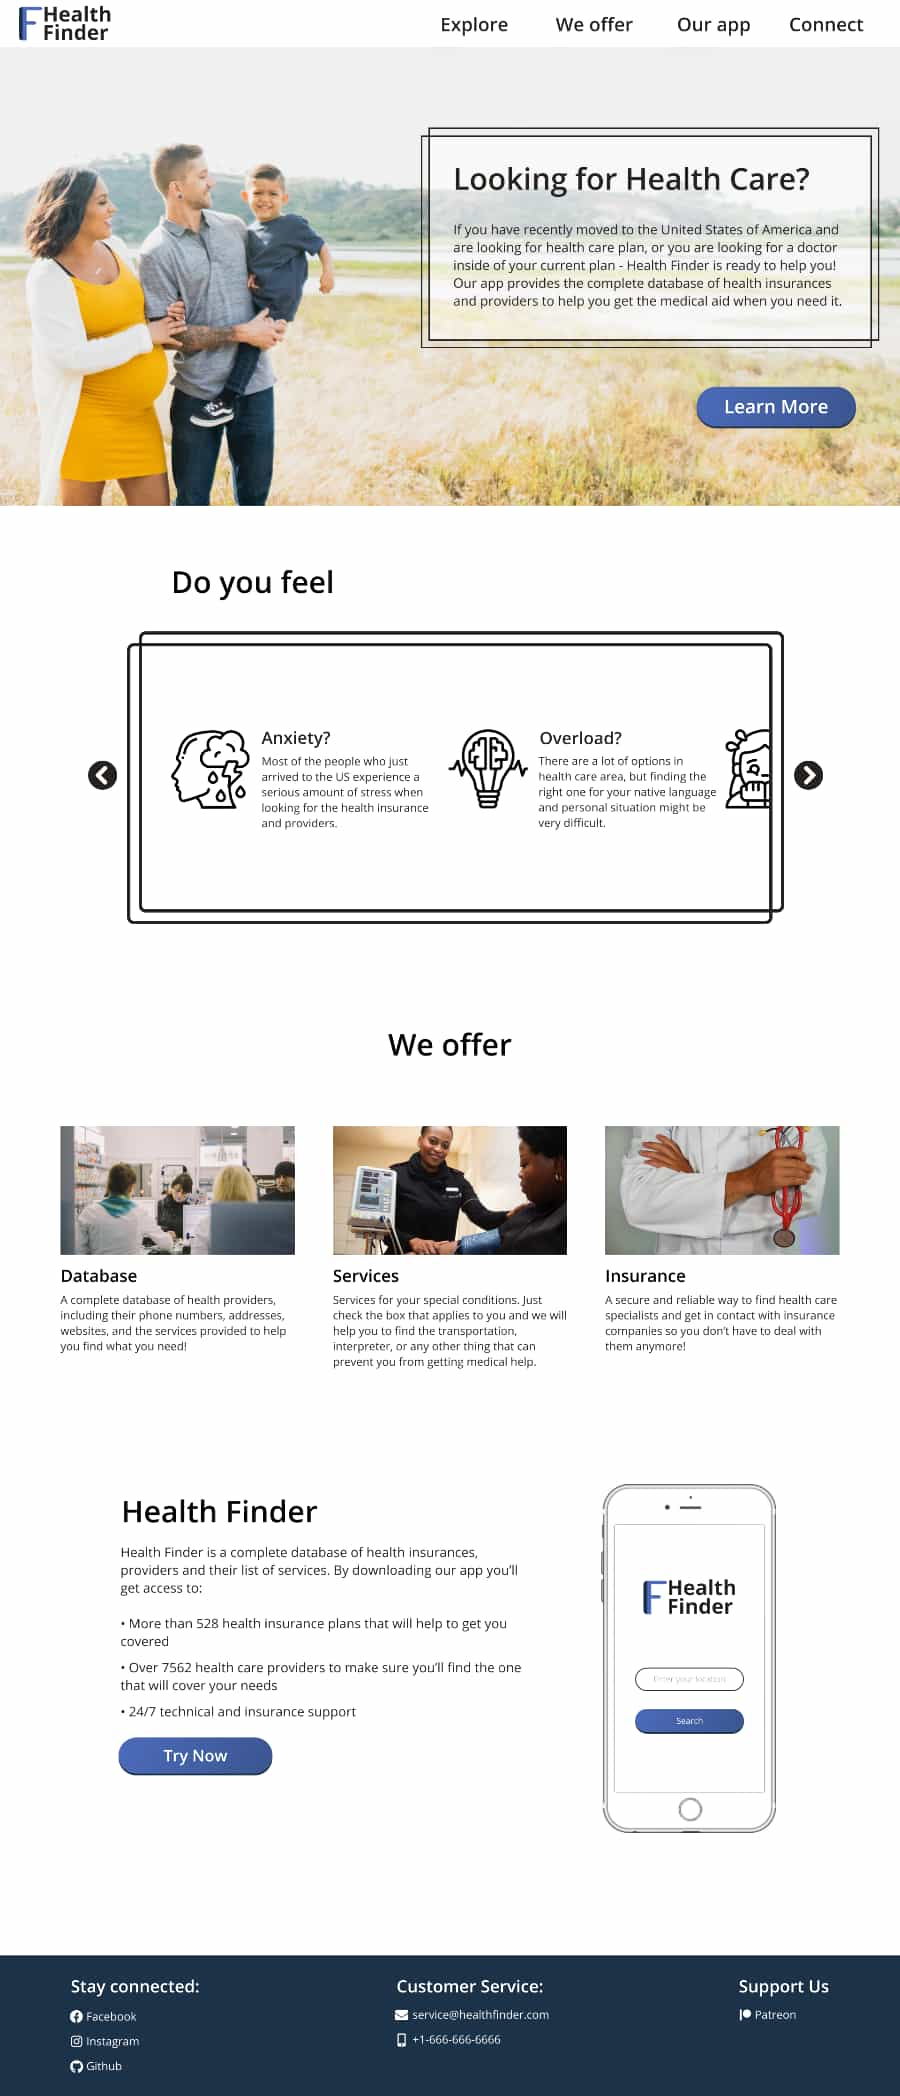 Health
Finder
Explore
We offer
Our app
Connect
Looking for Health Care?
If you have recently moved to the United States of America and
are looking for health care plan, or you are looking for a doctor
inside of your current plan - Health Finder is ready to help you!
Our app provides the complete database of health insurances
and providers to help you get the medical aid when you need it.
Learn More
Do you feel
Anxiety?
Most of the people who just
arrived to the US experience a
serious amount of stress when
looking for the health insurance
and providers.
Overload?
There are a lot of options in
health care area, but finding the
right one for your native language
and personal situation might be
very difficult.
We offer
Database
A complete database of health providers,
including their phone numbers, addresses,
websites, and the services provided to help
you find what you need!
Services
Services for your special conditions. Just
check the box that applies to you and we will
help you to find the transportation,
interpreter, or any other thing that can
prevent you from getting medical help.
Insurance
A secure and reliable way to find health care
specialists and get in contact with insurance
companies so you don't have to deal with
them anymore!
Health Finder
Health Finder is a complete database of health insurances,
providers and their list of services. By downloading our app you'll
get access to:
• More than 528 health insurance plans that will help to get you
covered
• Over 7562 health care providers to make sure you'll find the one
that will cover your needs
• 24/7 technical and insurance support
Try Now
Health
Finder
Enter your location
Search
Stay connected:
Facebook
Instagram
Github
Customer Service:
service@healthfinder.com
+1-666-666-6666
Support Us
Patreon